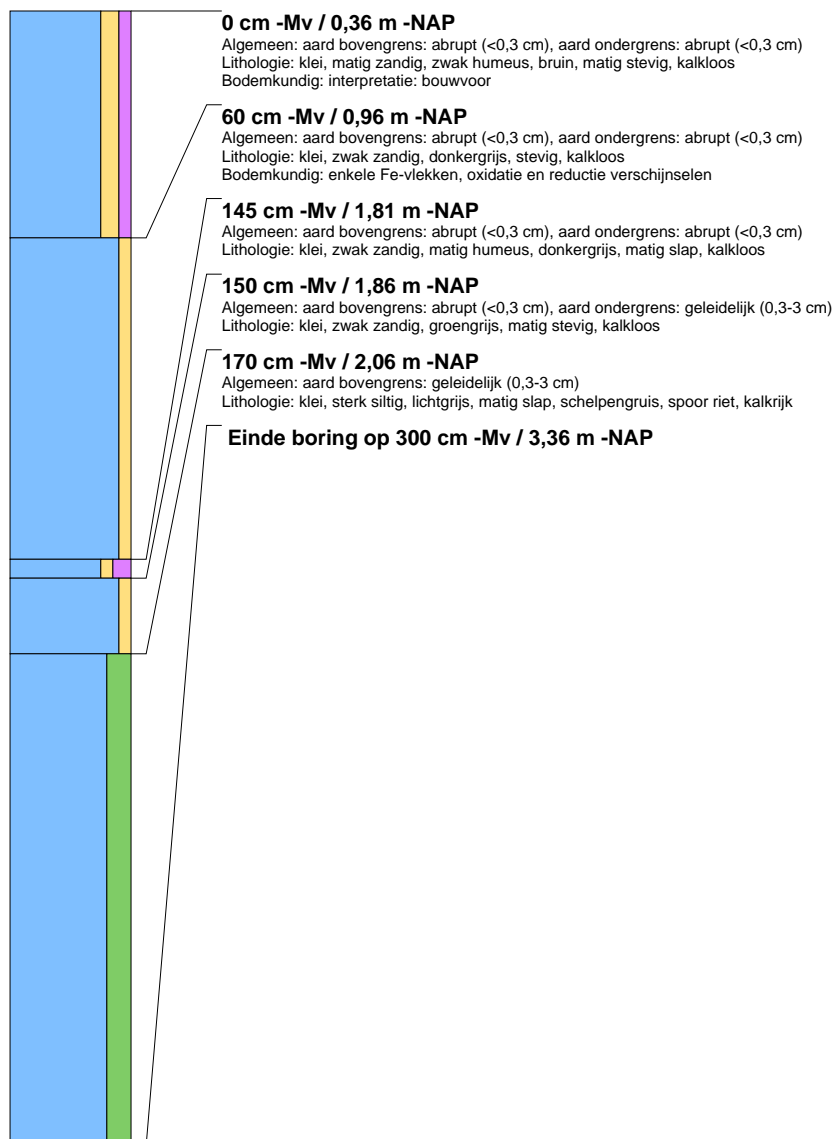 0 cm -Mv / 0,36 m -NAP
Algemeen: aard bovengrens: abrupt (<0,3 cm), aard ondergrens: abrupt (<0,3 cm)
Lithologie: klei, matig zandig, zwak humeus, bruin, matig stevig, kalkloos
Bodemkundig: interpretatie: bouwvoor
60 cm -Mv / 0,96 m -NAP
Algemeen: aard bovengrens: abrupt (<0,3 cm), aard ondergrens: abrupt (<0,3 cm)
Lithologie: klei, zwak zandig, donkergrijs, stevig, kalkloos
Bodemkundig: enkele Fe-vlekken, oxidatie en reductie verschijnselen
145 cm -Mv / 1,81 m -NAP
Algemeen: aard bovengrens: abrupt (<0,3 cm), aard ondergrens: abrupt (<0,3 cm)
Lithologie: klei, zwak zandig, matig humeus, donkergrijs, matig slap, kalkloos
150 cm -Mv / 1,86 m -NAP
Algemeen: aard bovengrens: abrupt (<0,3 cm), aard ondergrens: geleidelijk (0,3-3 cm)
Lithologie: klei, zwak zandig, groengrijs, matig stevig, kalkloos
170 cm -Mv / 2,06 m -NAP
Algemeen: aard bovengrens: geleidelijk (0,3-3 cm)
Lithologie: klei, sterk siltig, lichtgrijs, matig slap, schelpengruis, spoor riet, kalkrijk
Einde boring op 300 cm -Mv / 3,36 m -NAP